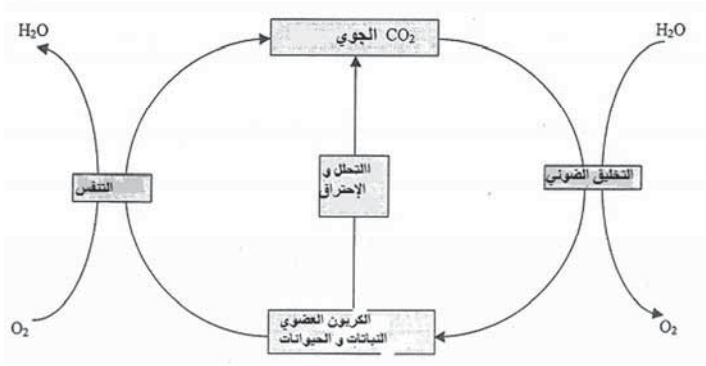 H₂O
CO₂ الجوي
H₂O
التحلل و
الإحتراق
التنفس
التخليق الضوئي
الكربون العضوي
النباتات و الحيوانات
O₂
O₂